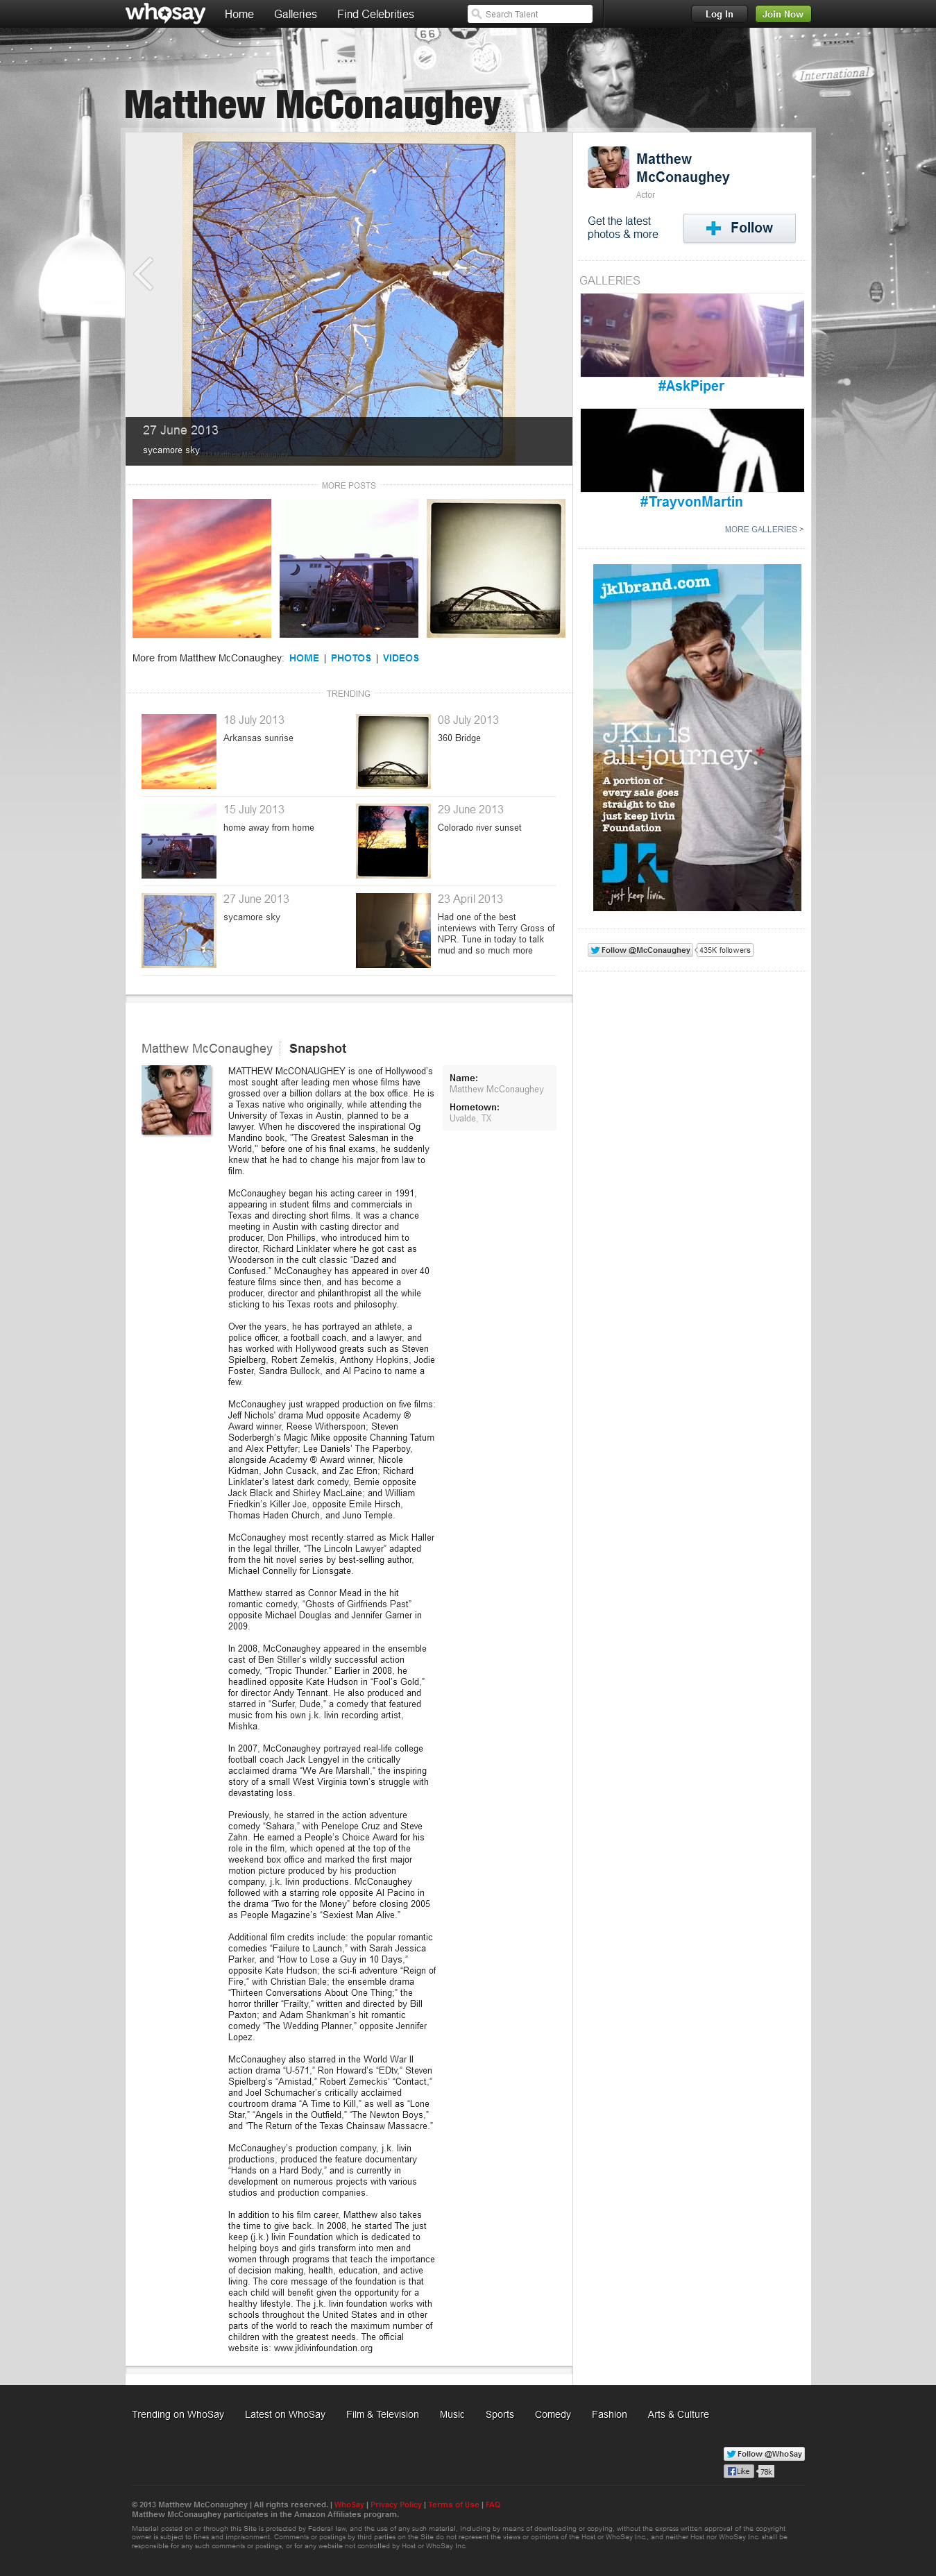 whosay
Home Galleries Find Celebrities
Search Talent
Log In
Join Now
66
International
Matthew McConaughey
27 June 2013
sycamore sky
MORE POSTS
More from Matthew McConaughey: HOME | PHOTOS | VIDEOS
TRENDING
18 July 2013
Arkansas sunrise
08 July 2013
360 Bridge
15 July 2013
home away from home
29 June 2013
Colorado river sunset
27 June 2013
sycamore sky
23 April 2013
Had one of the best
interviews with Terry Gross of
NPR. Tune in today to talk
mud and so much more
Matthew
McConaughey
Actor
Get the latest
photos & more
Follow
GALLERIES
#AskPiper
#TrayvonMartin
MORE GALLERIES >
jklbrand.com
JKL is
all-journey.*
A portion of
every sale goes
straight to the
just keep livin
Foundation
JK
just keep livin
Follow @McConaughey
435K followers
Matthew McConaughey | Snapshot
MATTHEW McCONAUGHEY is one of Hollywood's
most sought after leading men whose films have
grossed over a billion dollars at the box office. He is
a Texas native who originally, while attending the
University of Texas in Austin, planned to be a
lawyer. When he discovered the inspirational Og
Mandino book, "The Greatest Salesman in the
World," before one of his final exams, he suddenly
knew that he had to change his major from law to
film.
McConaughey began his acting career in 1991,
appearing in student films and commercials in
Texas and directing short films. It was a chance
meeting in Austin with casting director and
producer, Don Phillips, who introduced him to
director, Richard Linklater where he got cast as
Wooderson in the cult classic “Dazed and
Confused.” McConaughey has appeared in over 40
feature films since then, and has become a
producer, director and philanthropist all the while
sticking to his Texas roots and philosophy.
Over the years, he has portrayed an athlete, a
police officer, a football coach, and a lawyer, and
has worked with Hollywood greats such as Steven
Spielberg, Robert Zemekis, Anthony Hopkins, Jodie
Foster, Sandra Bullock, and Al Pacino to name a
few.
McConaughey just wrapped production on five films:
Jeff Nichols' drama Mud opposite Academy ®
Award winner, Reese Witherspoon; Steven
Soderbergh's Magic Mike opposite Channing Tatum
and Alex Pettyfer; Lee Daniels' The Paperboy,
alongside Academy ® Award winner, Nicole
Kidman, John Cusack, and Zac Efron; Richard
Linklater's latest dark comedy, Bernie opposite
Jack Black and Shirley MacLaine; and William
Friedkin's Killer Joe, opposite Emile Hirsch,
Thomas Haden Church, and Juno Temple.
McConaughey most recently starred as Mick Haller
in the legal thriller, “The Lincoln Lawyer” adapted
from the hit novel series by best-selling author,
Michael Connelly for Lionsgate.
Matthew starred as Connor Mead in the hit
romantic comedy, “Ghosts of Girlfriends Past”
opposite Michael Douglas and Jennifer Garner in
2009.
In 2008, McConaughey appeared in the ensemble
cast of Ben Stiller's wildly successful action
comedy, “Tropic Thunder.” Earlier in 2008, he
headlined opposite Kate Hudson in “Fool's Gold,”
for director Andy Tennant. He also produced and
starred in “Surfer, Dude,” a comedy that featured
music from his own j.k. livin recording artist,
Mishka.
In 2007, McConaughey portrayed real-life college
football coach Jack Lengyel in the critically
acclaimed drama “We Are Marshall,” the inspiring
story of a small West Virginia town's struggle with
devastating loss.
Previously, he starred in the action adventure
comedy “Sahara,” with Penelope Cruz and Steve
Zahn. He earned a People's Choice Award for his
role in the film, which opened at the top of the
weekend box office and marked the first major
motion picture produced by his production
company, j.k. livin productions. McConaughey
followed with a starring role opposite Al Pacino in
the drama “Two for the Money” before closing 2005
as People Magazine's “Sexiest Man Alive.”
Additional film credits include: the popular romantic
comedies “Failure to Launch,” with Sarah Jessica
Parker, and “How to Lose a Guy in 10 Days,”
opposite Kate Hudson; the sci-fi adventure “Reign of
Fire,” with Christian Bale; the ensemble drama
“Thirteen Conversations About One Thing;” the
horror thriller “Frailty,” written and directed by Bill
Paxton; and Adam Shankman's hit romantic
comedy “The Wedding Planner,” opposite Jennifer
Lopez.
McConaughey also starred in the World War II
action drama “U-571,” Ron Howard's “EDtv,” Steven
Spielberg's “Amistad,” Robert Zemeckis' “Contact,”
and Joel Schumacher's critically acclaimed
courtroom drama “A Time to Kill,” as well as “Lone
Star,” “Angels in the Outfield,” “The Newton Boys,”
and “The Return of the Texas Chainsaw Massacre.”
McConaughey's production company, j.k. livin
productions, produced the feature documentary
“Hands on a Hard Body,” and is currently in
development on numerous projects with various
studios and production companies.
In addition to his film career, Matthew also takes
the time to give back. In 2008, he started The just
keep (j.k.) livin Foundation which is dedicated to
helping boys and girls transform into men and
women through programs that teach the importance
of decision making, health, education, and active
living. The core message of the foundation is that
each child will benefit given the opportunity for a
healthy lifestyle. The j.k. livin foundation works with
schools throughout the United States and in other
parts of the world to reach the maximum number of
children with the greatest needs. The official
website is: www.jklivinfoundation.org
Name:
Matthew McConaughey
Hometown:
Uvalde, TX
Trending on WhoSay Latest on WhoSay Film & Television Music Sports Comedy Fashion Arts & Culture
Follow @WhoSay
Like 78k
© 2013 Matthew McConaughey | All rights reserved. | WhoSay | Privacy Policy | Terms of Use | FAQ
Matthew McConaughey participates in the Amazon Affiliates program.
Material posted on or through this Site is protected by Federal law, and the use of any such material, including by means of downloading or copying, without the express written approval of the copyright
owner is subject to fines and imprisonment. Comments or postings by third parties on the Site do not represent the views or opinions of the Host or WhoSay Inc., and neither Host nor WhoSay Inc. shall be
responsible for any such comments or postings, or for any website not controlled by Host or WhoSay Inc.